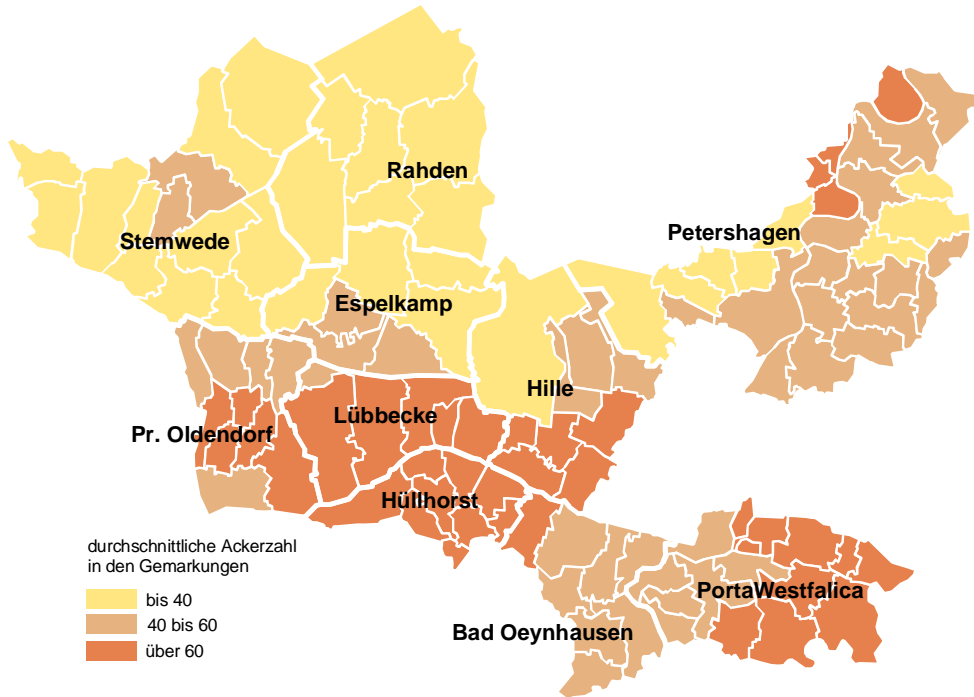 Rahden
Petershagen
Stemwede
Espelkamp
Hille
Lübbecke
Pr. Oldendorf
Hüllhorst
durchschnittliche Ackerzahl
in den Gemarkungen
bis 40
40 bis 60
über 60
PortaWestfalica
Bad Oeynhausen